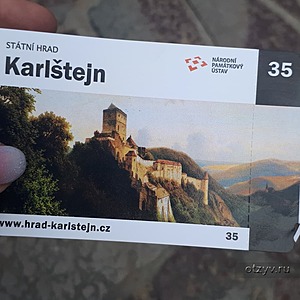 STÁTNÍ HRAD
Karlštejn
NÁRODNÍ
PAMÁTKOVÝ
ÚSTAV
35
www.hrad-karlstejn.cz
35
otzyv.ru